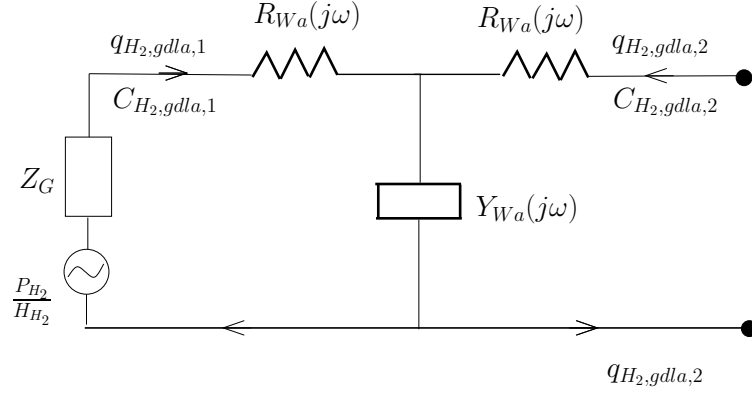 R_{Wa}(jω) R_{Wa}(jω)
q_{H_2,gdla,1} q_{H_2,gdla,2}
C_{H_2,gdla,1} C_{H_2,gdla,2}
Z_G Y_{Wa}(jω)
\frac{P_{H_2}}{H_{H_2}}
q_{H_2,gdla,2}